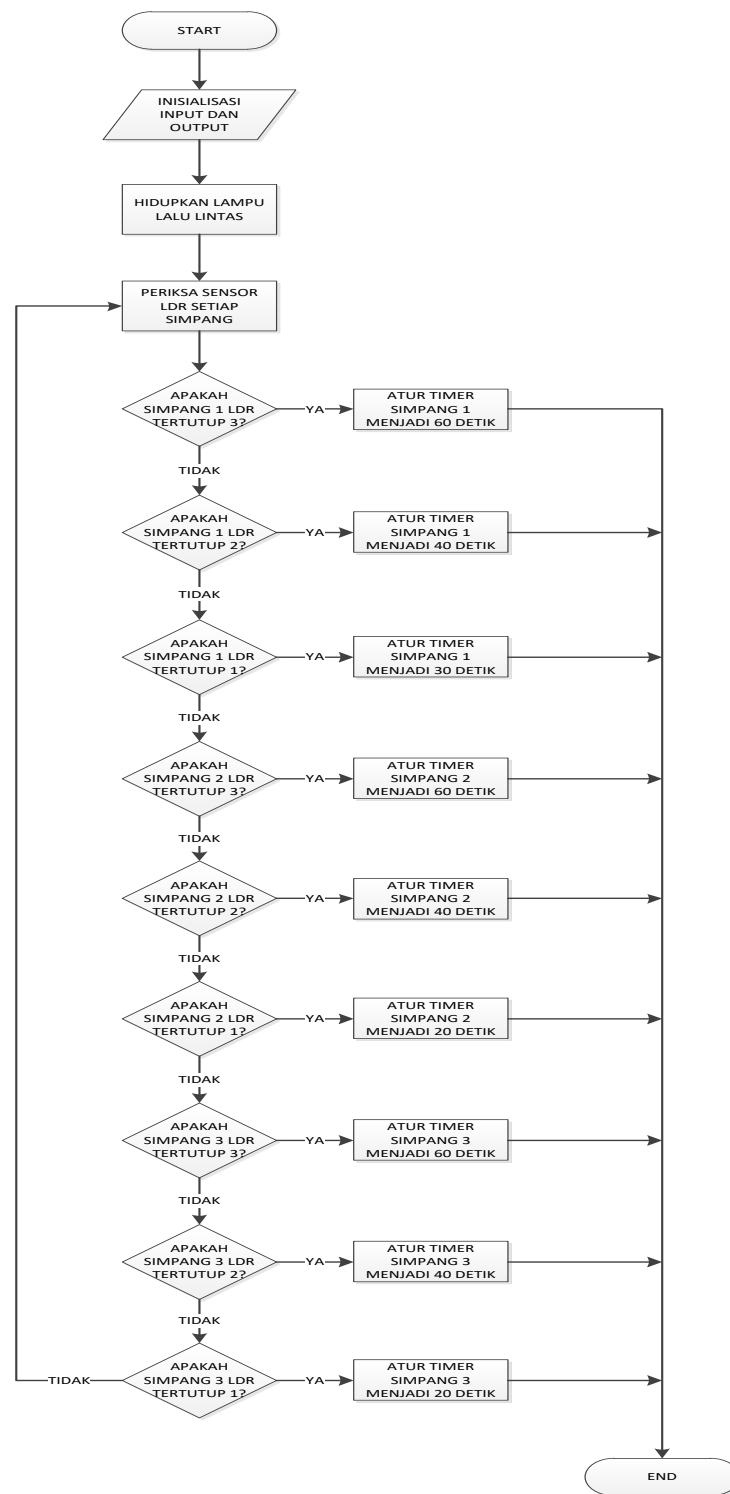 START
INISIALISASI
INPUT DAN
OUTPUT
HIDUPKAN LAMPU
LALU LINTAS
PERIKSA SENSOR
LDR SETIAP
SIMPANG
APAKAH
SIMPANG 1 LDR
TERTUTUP 3?
YA
ATUR TIMER
SIMPANG 1
MENJADI 60 DETIK
TIDAK
APAKAH
SIMPANG 1 LDR
TERTUTUP 2?
YA
ATUR TIMER
SIMPANG 1
MENJADI 40 DETIK
TIDAK
APAKAH
SIMPANG 1 LDR
TERTUTUP 1?
YA
ATUR TIMER
SIMPANG 1
MENJADI 30 DETIK
TIDAK
APAKAH
SIMPANG 2 LDR
TERTUTUP 3?
YA
ATUR TIMER
SIMPANG 2
MENJADI 60 DETIK
TIDAK
APAKAH
SIMPANG 2 LDR
TERTUTUP 2?
YA
ATUR TIMER
SIMPANG 2
MENJADI 40 DETIK
TIDAK
APAKAH
SIMPANG 2 LDR
TERTUTUP 1?
YA
ATUR TIMER
SIMPANG 2
MENJADI 20 DETIK
TIDAK
APAKAH
SIMPANG 3 LDR
TERTUTUP 3?
YA
ATUR TIMER
SIMPANG 3
MENJADI 60 DETIK
TIDAK
APAKAH
SIMPANG 3 LDR
TERTUTUP 2?
YA
ATUR TIMER
SIMPANG 3
MENJADI 40 DETIK
TIDAK
TIDAK
APAKAH
SIMPANG 3 LDR
TERTUTUP 1?
YA
ATUR TIMER
SIMPANG 3
MENJADI 20 DETIK
END